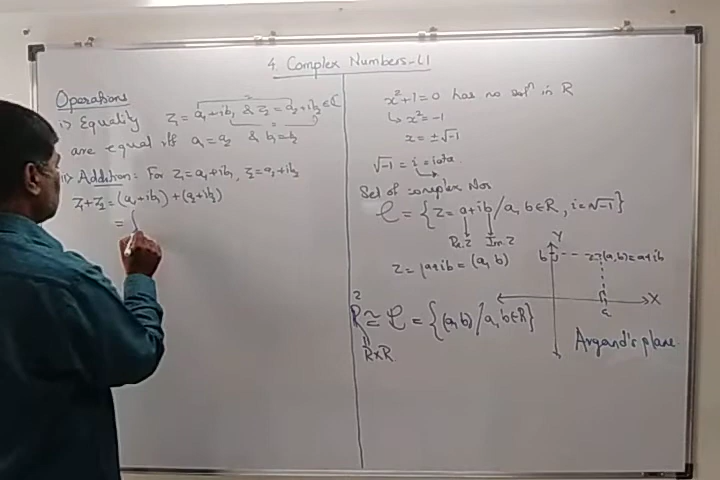 4. Complex Numbers-L1
Operations
i) Equality z₁ = a₁+ib₁ & z₂ = a₂+ib₂ ∈ ℂ
are equal iff a₁ = a₂ & b₁ = b₂
ii) Addition: For z₁ = a₁+ib₁, z₂ = a₂+ib₂
z₁+z₂ = (a₁+ib₁) + (a₂+ib₂)
= (
x²+1=0 has no solⁿ in R
↳ x² = -1
x = ±√-1
√-1 = i = iota
Set of complex Nos
ℂ = {z = a+ib / a, b ∈ R, i = √-1}
Re.z Im.z
z = a+ib = (a, b)
R² ≅ ℂ = {(a, b) / a, b ∈ R}
R×R
Y
b z = (a, b) = a+ib
X
a
Argand's plane